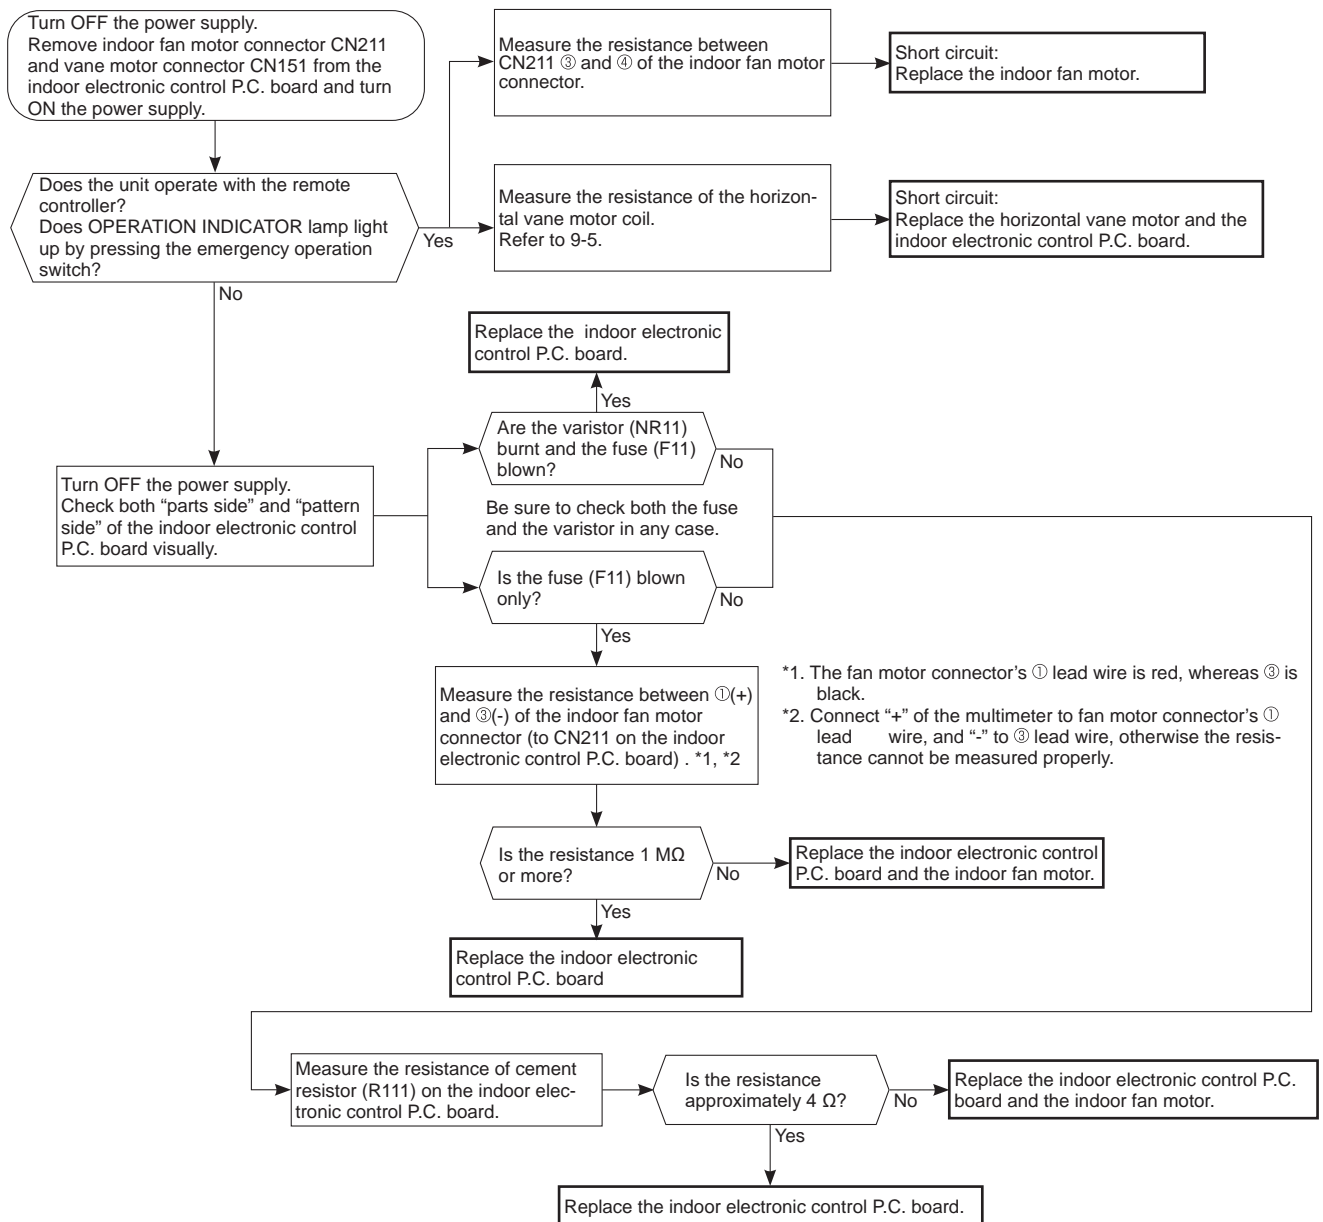 Turn OFF the power supply.
Remove indoor fan motor connector CN211
and vane motor connector CN151 from the
indoor electronic control P.C. board and turn
ON the power supply.
Measure the resistance between
CN211 ③ and ④ of the indoor fan motor
connector.
Short circuit:
Replace the indoor fan motor.
Does the unit operate with the remote
controller?
Does OPERATION INDICATOR lamp light
up by pressing the emergency operation
switch?
Yes
Measure the resistance of the horizon-
tal vane motor coil.
Refer to 9-5.
Short circuit:
Replace the horizontal vane motor and the
indoor electronic control P.C. board.
No
Replace the indoor electronic
control P.C. board.
Yes
Are the varistor (NR11)
burnt and the fuse (F11)
blown?
No
Turn OFF the power supply.
Check both “parts side” and “pattern
side” of the indoor electronic control
P.C. board visually.
Be sure to check both the fuse
and the varistor in any case.
Is the fuse (F11) blown
only?
No
Yes
Measure the resistance between ①(+)
and ③(-) of the indoor fan motor
connector (to CN211 on the indoor
electronic control P.C. board) . *1, *2
*1. The fan motor connector’s ① lead wire is red, whereas ③ is
black.
*2. Connect “+” of the multimeter to fan motor connector’s ①
lead wire, and “-” to ③ lead wire, otherwise the resis-
tance cannot be measured properly.
Is the resistance 1 MΩ
or more?
No
Replace the indoor electronic control
P.C. board and the indoor fan motor.
Yes
Replace the indoor electronic
control P.C. board
Measure the resistance of cement
resistor (R111) on the indoor elec-
tronic control P.C. board.
Is the resistance
approximately 4 Ω?
No
Replace the indoor electronic control P.C.
board and the indoor fan motor.
Yes
Replace the indoor electronic control P.C. board.